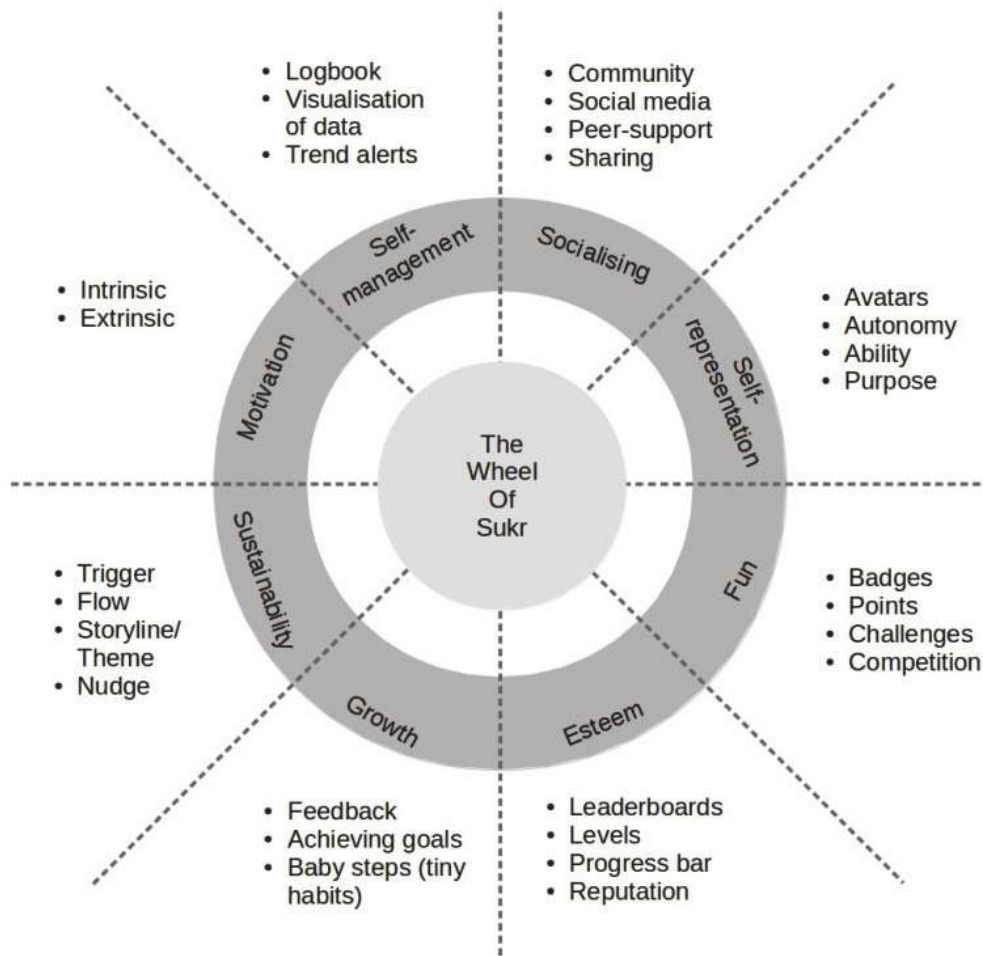 • Logbook
• Visualisation
of data
• Trend alerts
• Community
• Social media
• Peer-support
• Sharing
Self-
management
Socialising
• Intrinsic
• Extrinsic
Motivation
Self-
representation
• Avatars
• Autonomy
• Ability
• Purpose
The
Wheel
Of
Sukr
• Trigger
• Flow
• Storyline/
Theme
• Nudge
Sustainability
Fun
• Badges
• Points
• Challenges
• Competition
Growth
Esteem
• Feedback
• Achieving goals
• Baby steps (tiny
habits)
• Leaderboards
• Levels
• Progress bar
• Reputation